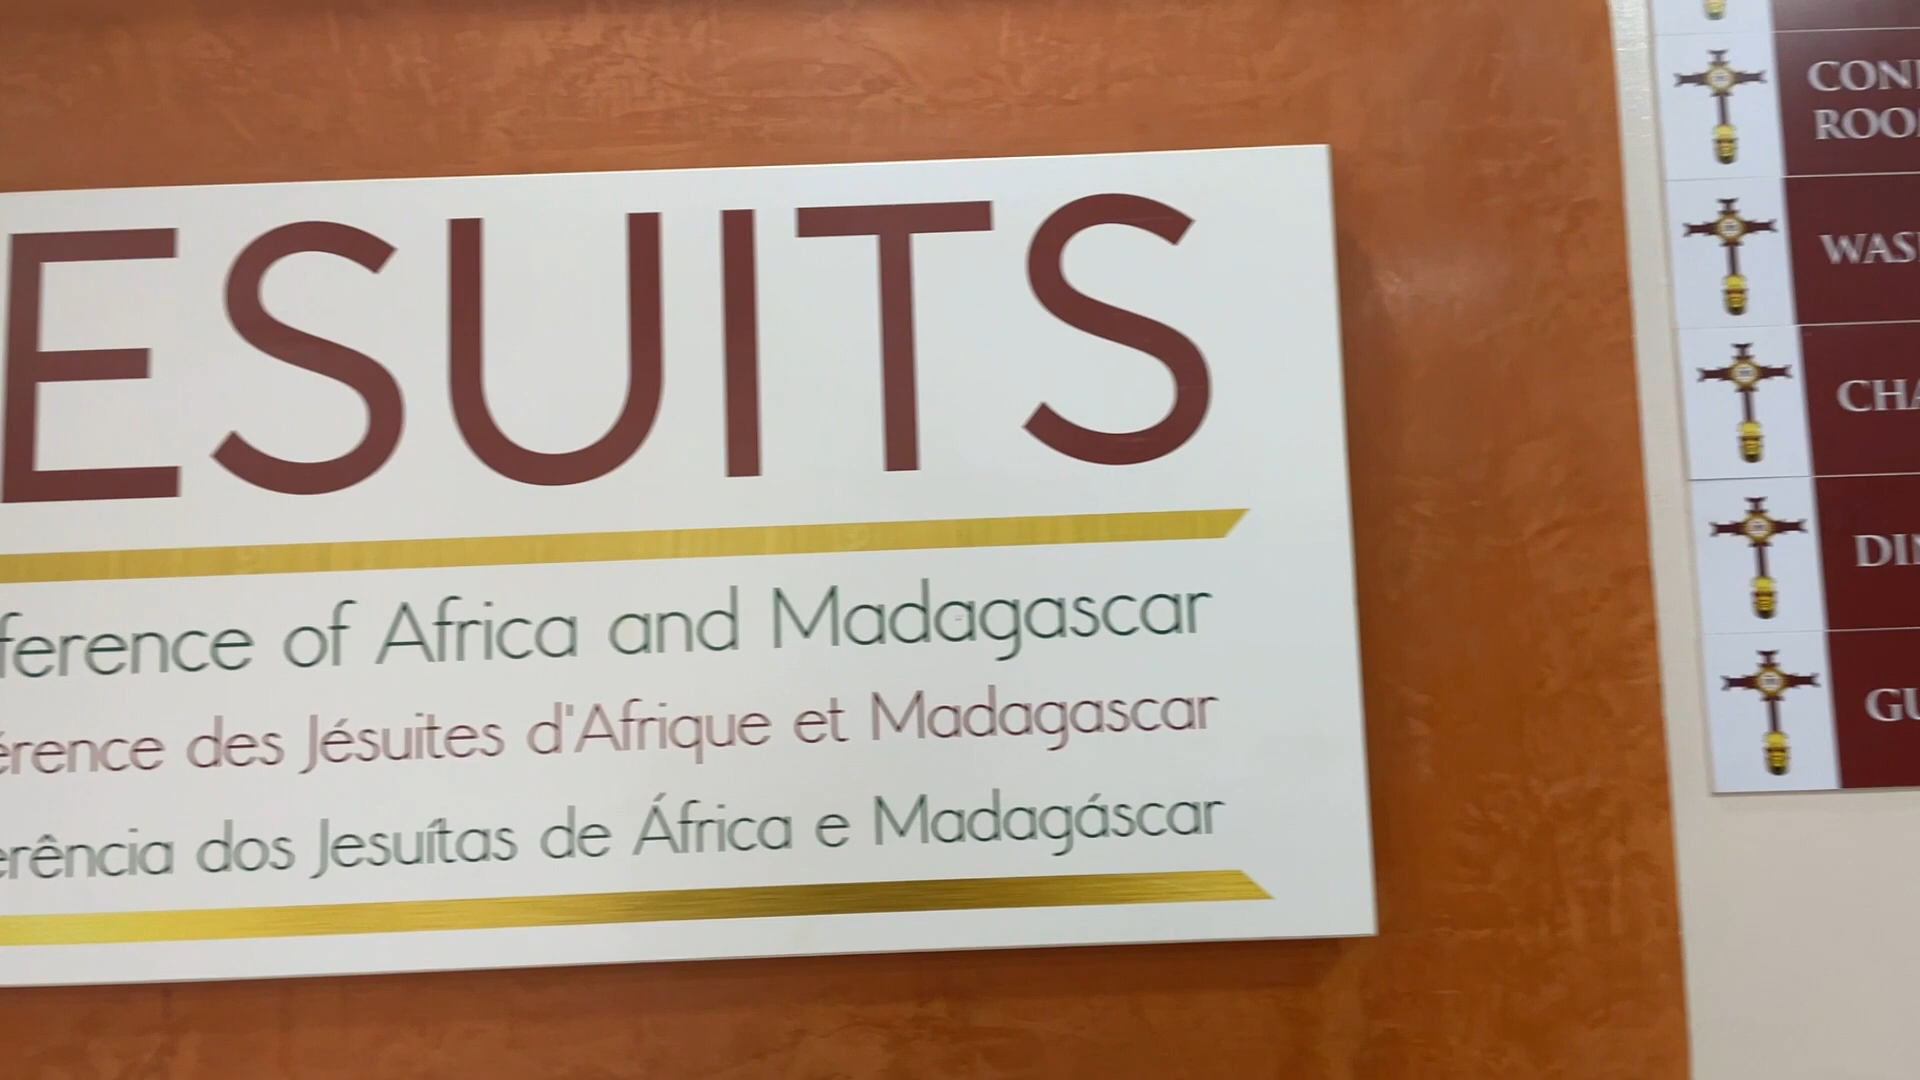 ESUITS
ference of Africa and Madagascar
érence des Jésuites d'Afrique et Madagascar
erência dos Jesuítas de África e Madagáscar
CON
ROO
WAS
CHA
DIN
GU